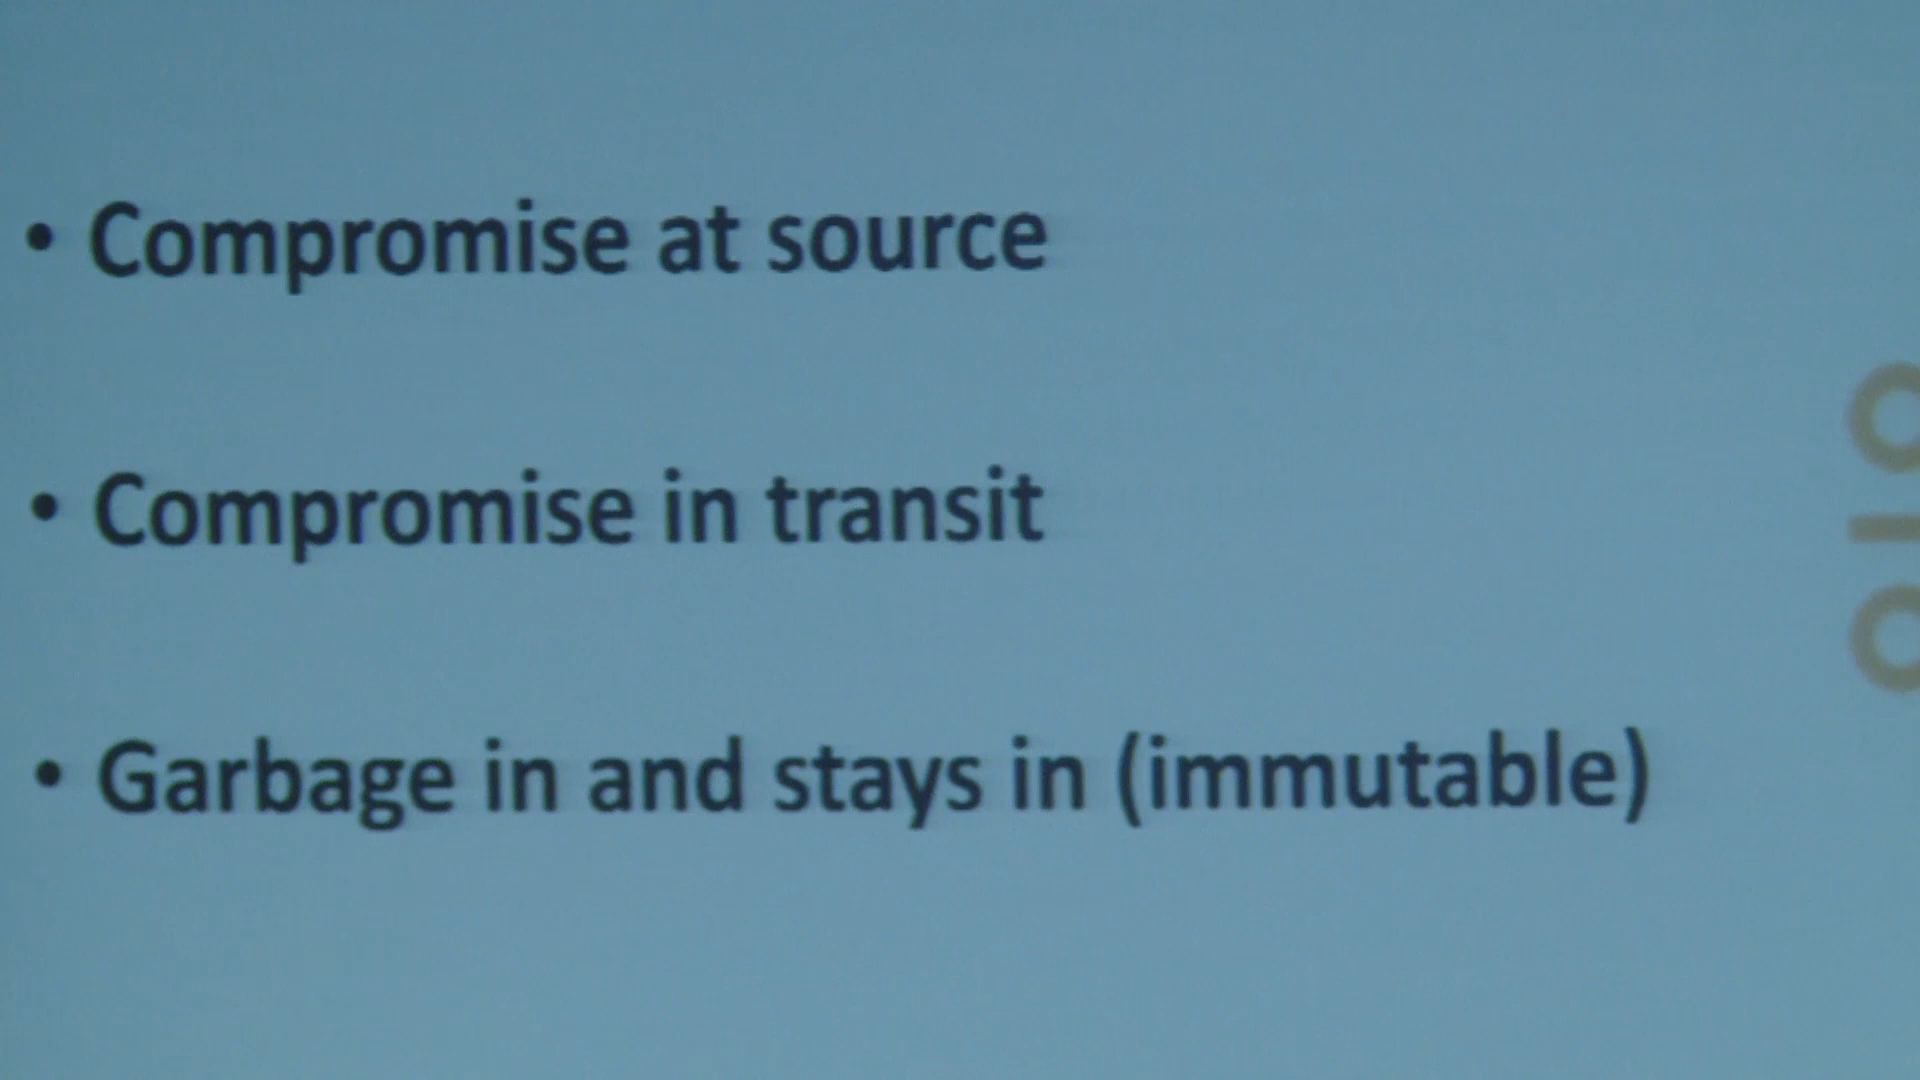 • Compromise at source
• Compromise in transit
• Garbage in and stays in (immutable)